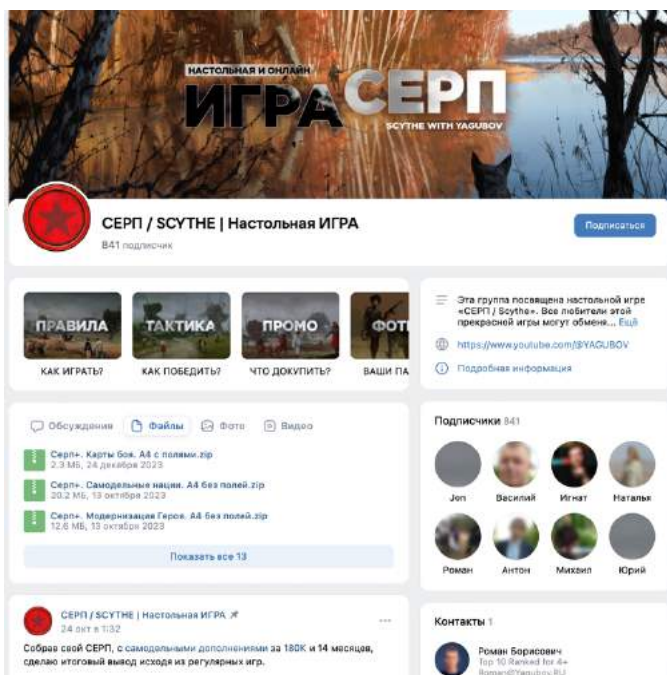 НАСТОЛЬНАЯ И ОНЛАЙН
ИГРА СЕРП
SCYTHE WITH YAGUBOV
СЕРП / SCYTHE | Настольная ИГРА
841 подписчик
Подписаться
ПРАВИЛА
ТАКТИКА
ПРОМО
ФОТ
КАК ИГРАТЬ?
КАК ПОБЕДИТЬ?
ЧТО ДОКУПИТЬ?
ВАШИ ПА
Эта группа посвящена настольной игре
«СЕРП / Scythe». Все любители этой
прекрасной игры могут обмена... Ещё
https://www.youtube.com/@YAGUBOV
Подробная информация
Обсуждения
Файлы
Фото
Видео
Серп+. Карты боя. А4 с полями.zip
2.3 МБ, 24 декабря 2023
Серп+. Самодельные нации. А4 без полей.zip
20.2 МБ, 13 октября 2023
Серп+. Модернизация Героя. А4 без полей.zip
12.6 МБ, 13 октября 2023
Показать все 13
Подписчики 841
Jen
Василий
Игнат
Наталья
Роман
Антон
Михаил
Юрий
СЕРП / SCYTHE | Настольная ИГРА
24 окт в 1:32
Собрав свой СЕРП, с самодельными дополнениями за 180К и 14 месяцев,
сделаю итоговый вывод исходя из регулярных игр.
Контакты 1
Роман Борисович
Top 10 Ranked for 4+
Roman@Yagubov.RU